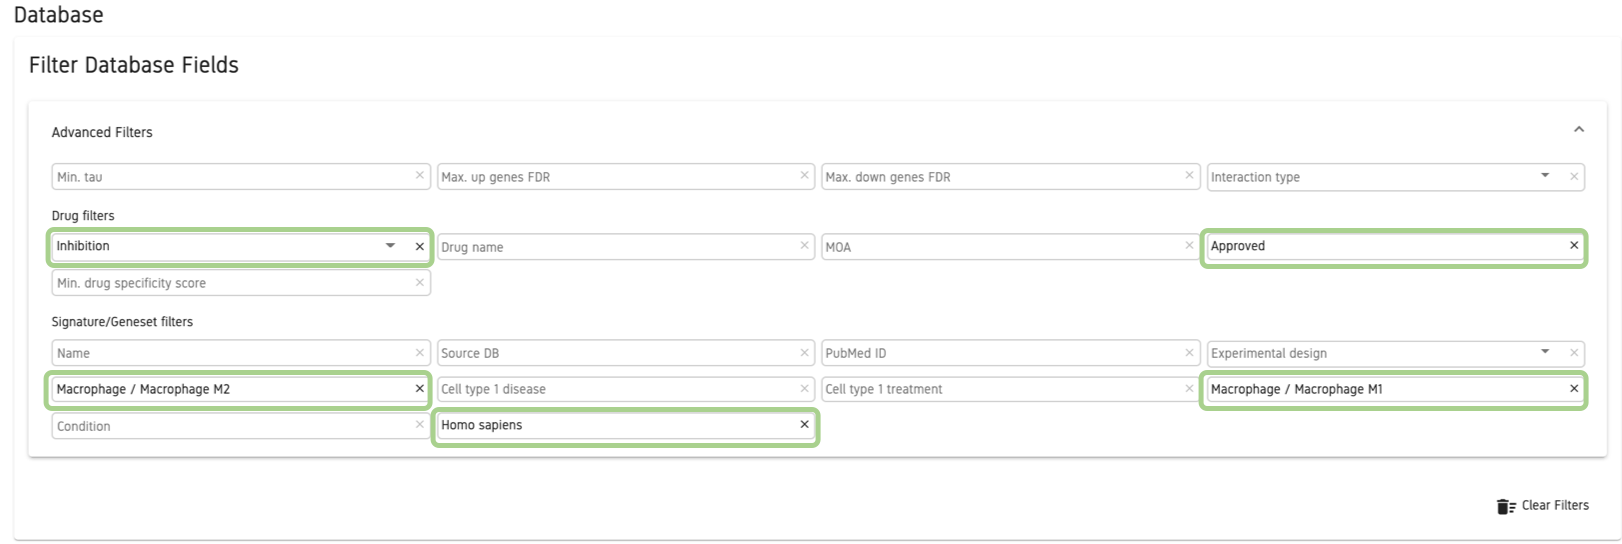 Database
Filter Database Fields
Advanced Filters
Min. tau
Max. up genes FDR
Max. down genes FDR
Interaction type
Drug filters
Inhibition
Drug name
MOA
Approved
Min. drug specificity score
Signature/Geneset filters
Name
Source DB
PubMed ID
Experimental design
Macrophage / Macrophage M2
Cell type 1 disease
Cell type 1 treatment
Macrophage / Macrophage M1
Condition
Homo sapiens
Clear Filters